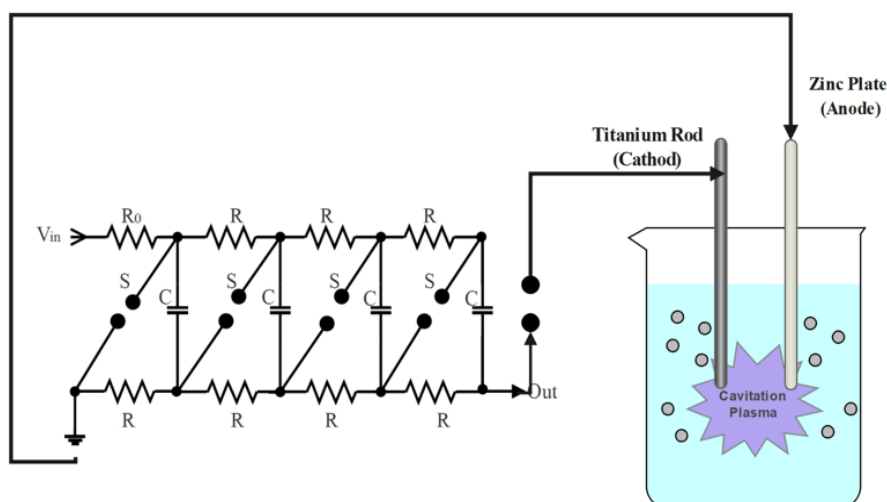 Zinc Plate
(Anode)
Titanium Rod
(Cathod)
R0 R R R
Vin
S S S S
C C C C
Out
R R R R
Cavitation
Plasma